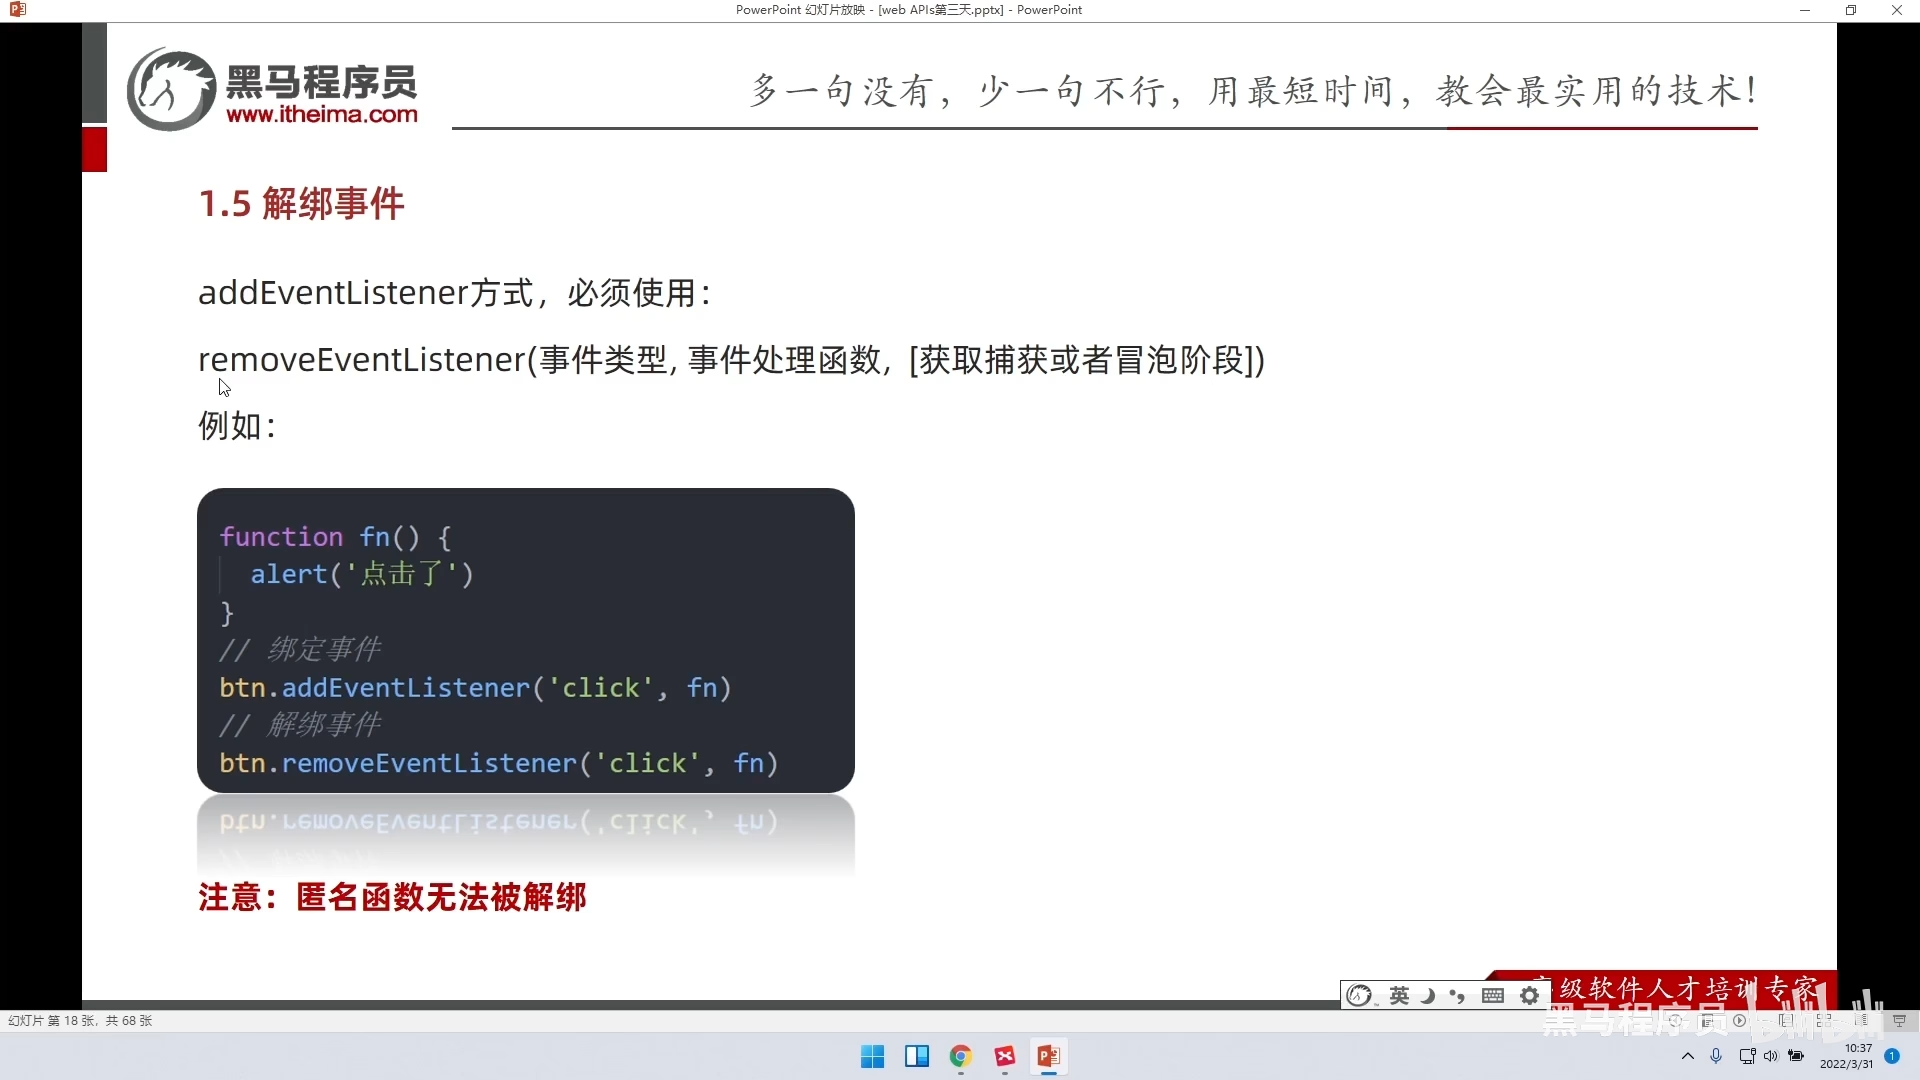 PowerPoint 幻灯片放映 - [web APIs第三天.pptx] - PowerPoint
黑马程序员
www.itheima.com
多一句没有，少一句不行，用最短时间，教会最实用的技术！
1.5 解绑事件
addEventListener方式，必须使用：
removeEventListener(事件类型, 事件处理函数，[获取捕获或者冒泡阶段])
例如：
function fn() {
alert('点击了')
}
// 绑定事件
btn.addEventListener('click', fn)
// 解绑事件
btn.removeEventListener('click', fn)
注意：匿名函数无法被解绑
级软件人才培训专家
英
黑马程序员
幻灯片 第 18 张，共 68 张
10:37
2022/3/31
1